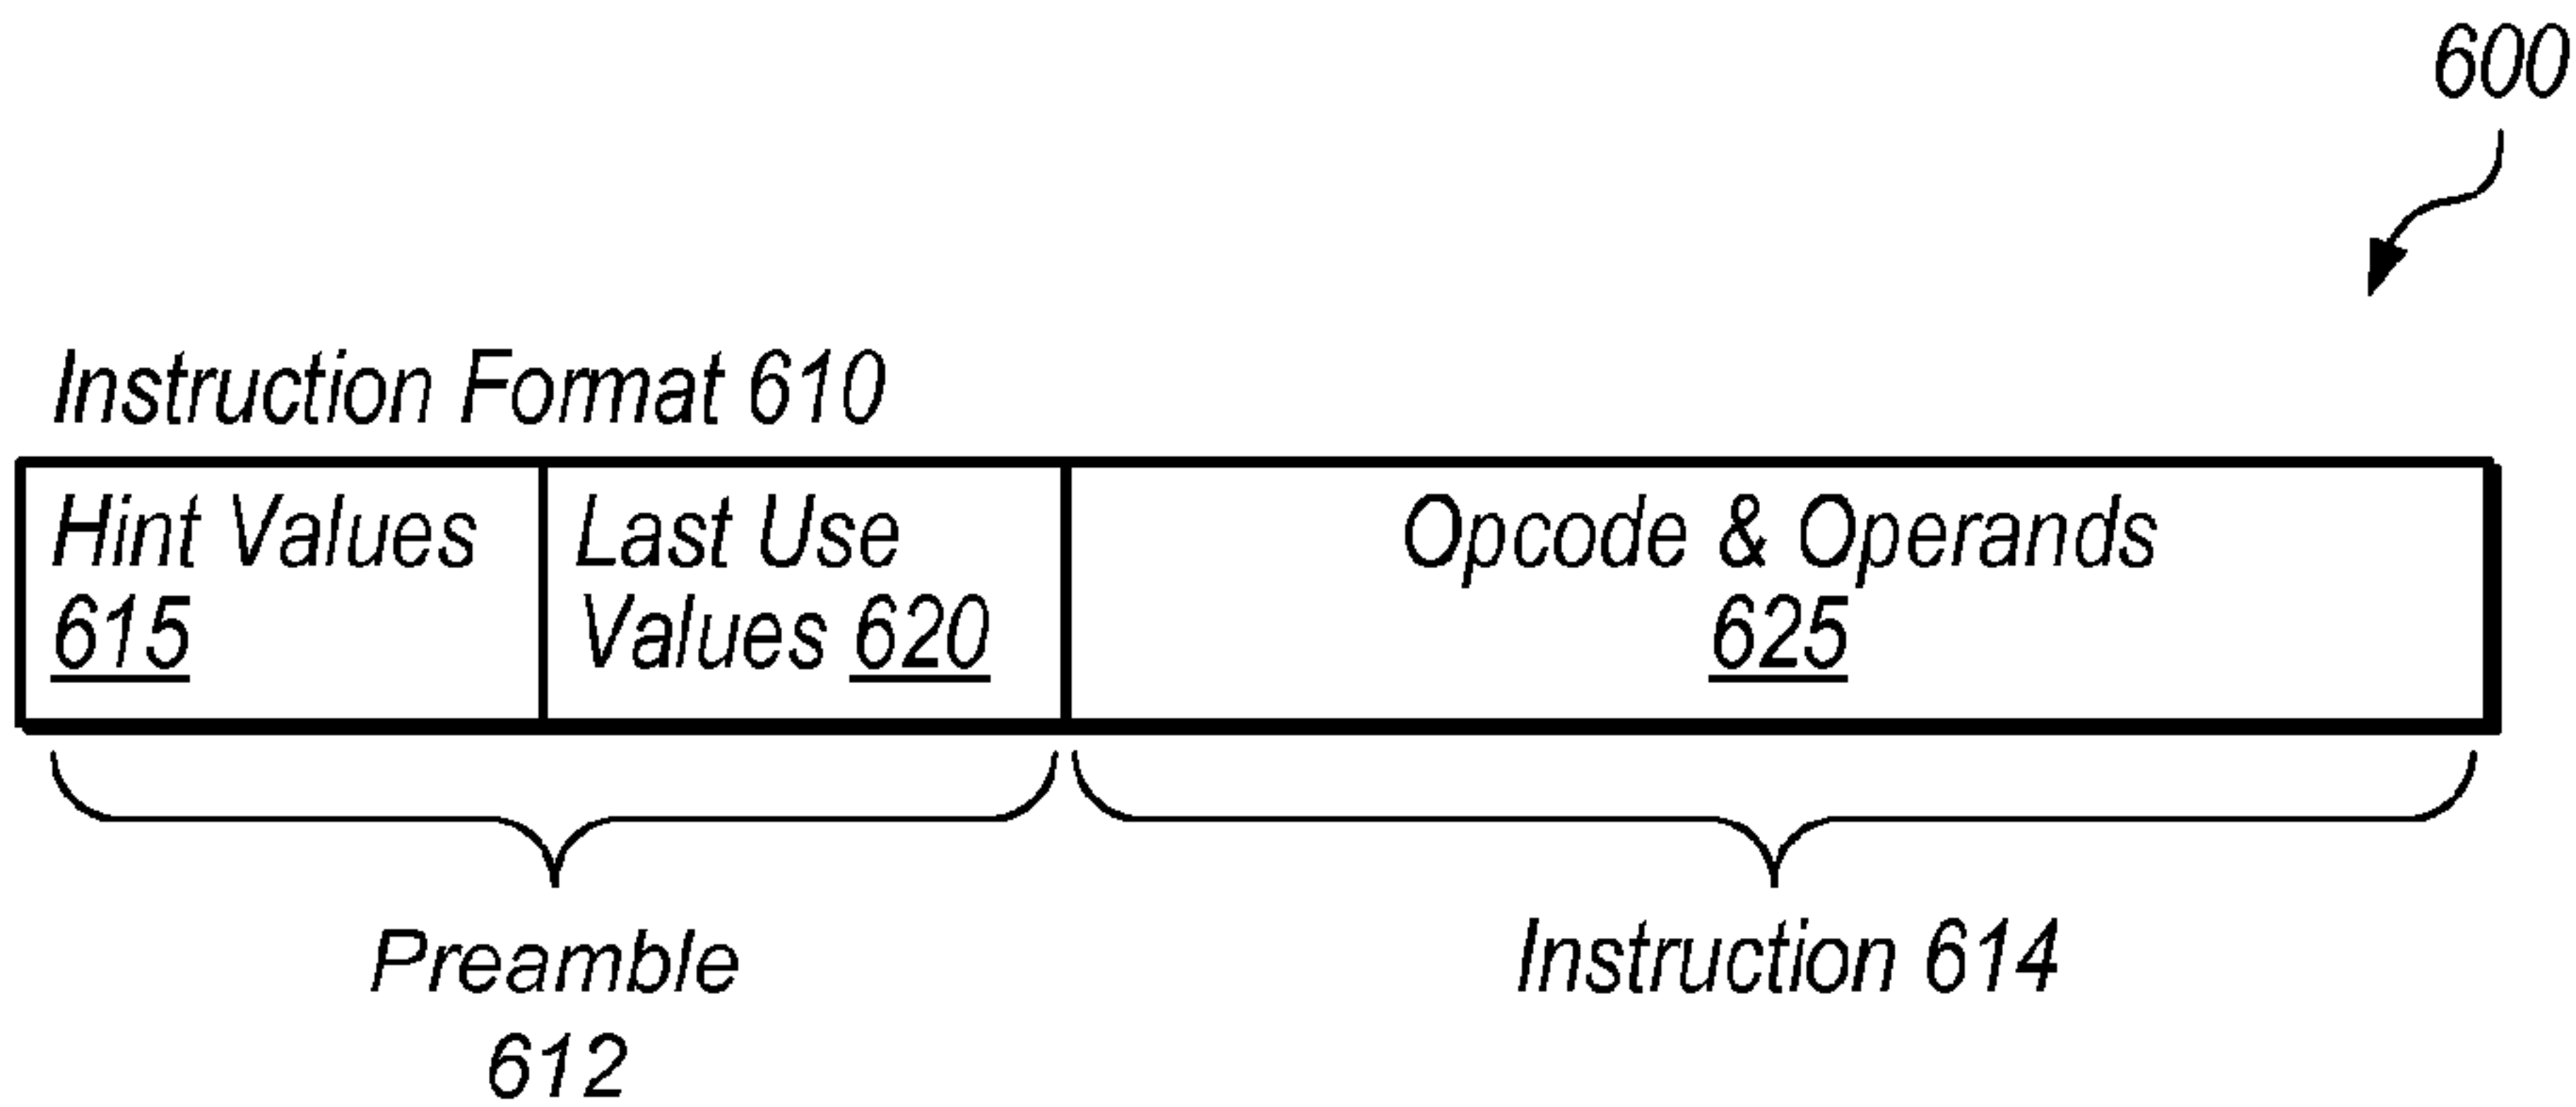 600
Instruction Format 610
Hint Values
615
Last Use
Values 620
Opcode & Operands
625
Preamble
612
Instruction 614